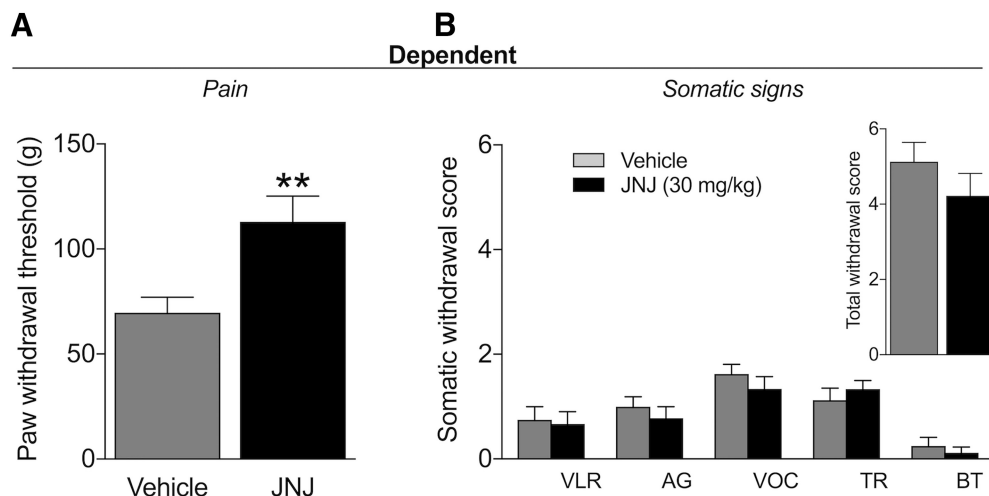 A
B
Dependent
Pain
Somatic signs
Paw withdrawal threshold (g)
150
100
50
0
**
Vehicle
JNJ
Somatic withdrawal score
6
4
2
0
Vehicle
JNJ (30 mg/kg)
Total withdrawal score
6
4
2
0
VLR
AG
VOC
TR
BT